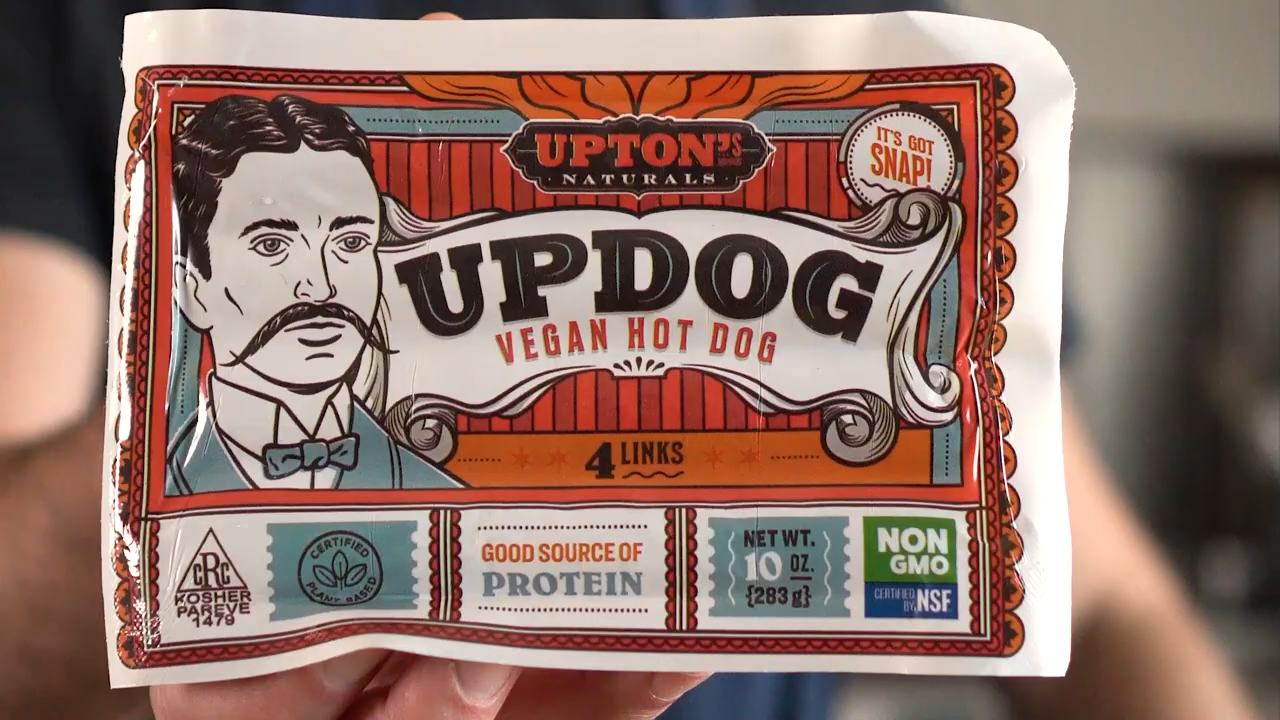 UPTON'S
NATURALS
IT'S GOT
SNAP!
UPDOG
VEGAN HOT DOG
4 LINKS
CRC
KOSHER
PAREVE
1479
CERTIFIED
PLANT BASED
GOOD SOURCE OF
PROTEIN
NET WT.
10 OZ.
{283 g}
NON
GMO
CERTIFIED
BY NSF